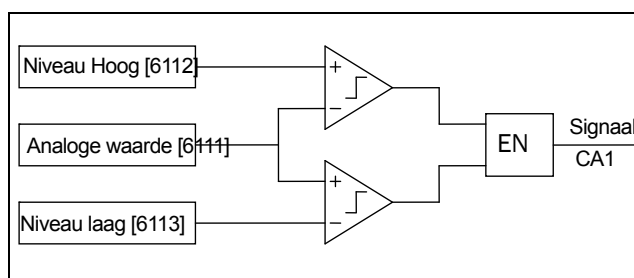 Niveau Hoog [6112]
+
−
Analoge waarde [6111]
EN
Signaal
CA1
+
−
Niveau laag [6113]